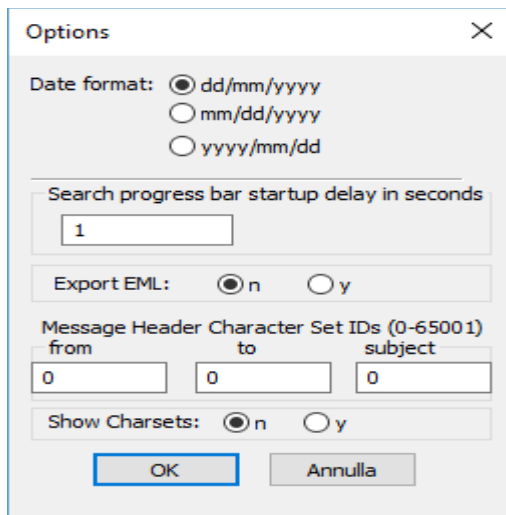 Options
Date format: dd/mm/yyyy
mm/dd/yyyy
yyyy/mm/dd
Search progress bar startup delay in seconds
1
Export EML: n y
Message Header Character Set IDs (0-65001)
from to subject
0 0 0
Show Charsets: n y
OK Annulla